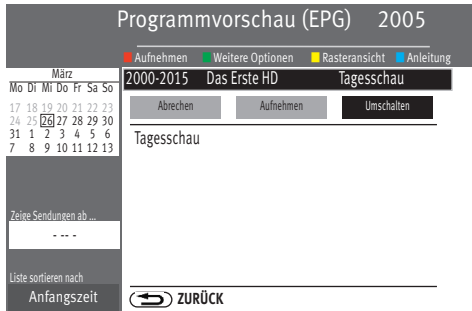 Programmvorschau (EPG) 2005
Aufnehmen Weitere Optionen Rasteransicht Anleitung
März
Mo Di Mi Do Fr Sa So
17 18 19 20 21 22 23
24 25 26 27 28 29 30
31 1 2 3 4 5 6
7 8 9 10 11 12 13
Zeige Sendungen ab ...
- -- -
Liste sortieren nach
Anfangszeit
2000-2015 Das Erste HD Tagesschau
Abrechen Aufnehmen Umschalten
Tagesschau
ZURÜCK